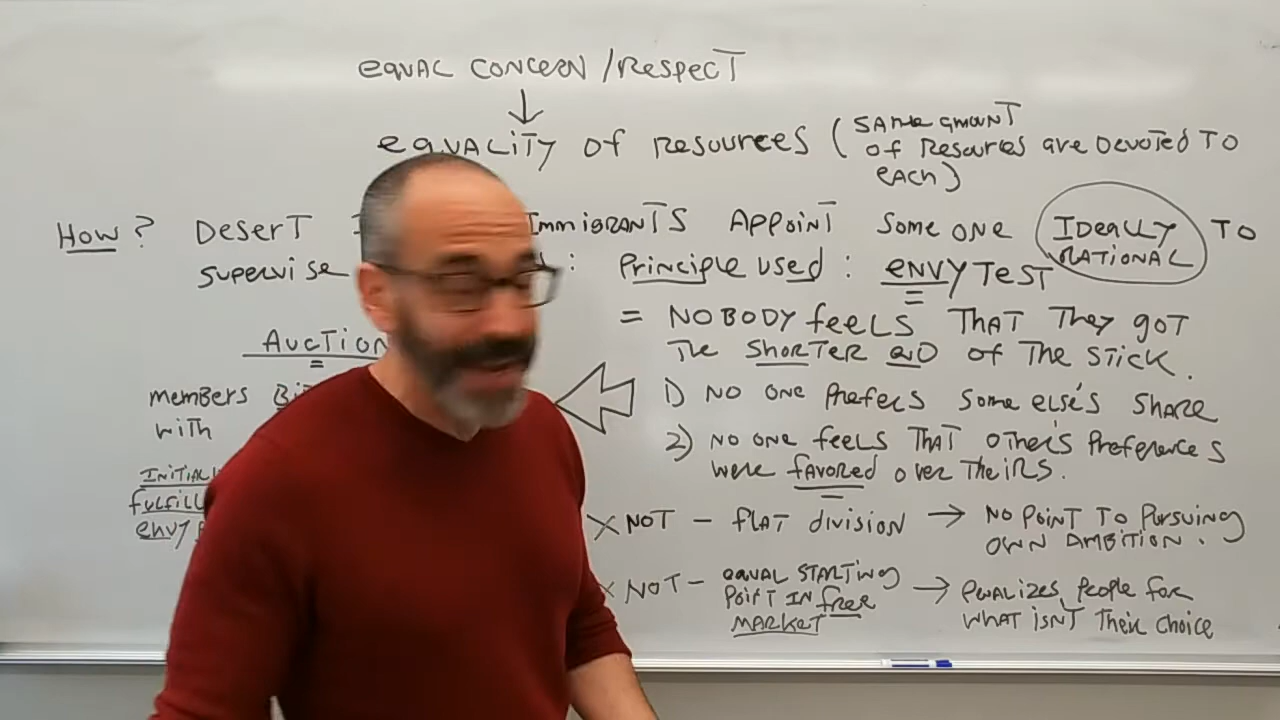 equal concern / Respect
equality of Resources (same amount
of Resources are devoted to
each)
How? Desert Immigrants Appoint someone Ideally to
Rational
supervise : Principle used : envy test
= Nobody feels that they got
the shorter end of the stick.
Auction
members
with
1) No one prefers some else's share
2) No one feels that other's preferences
were favored over theirs.
fulfill
envy
X Not - flat division → No point to pursuing
own ambition.
X Not - equal starting
point in free
market
→ Penalizes people for
what isn't their choice